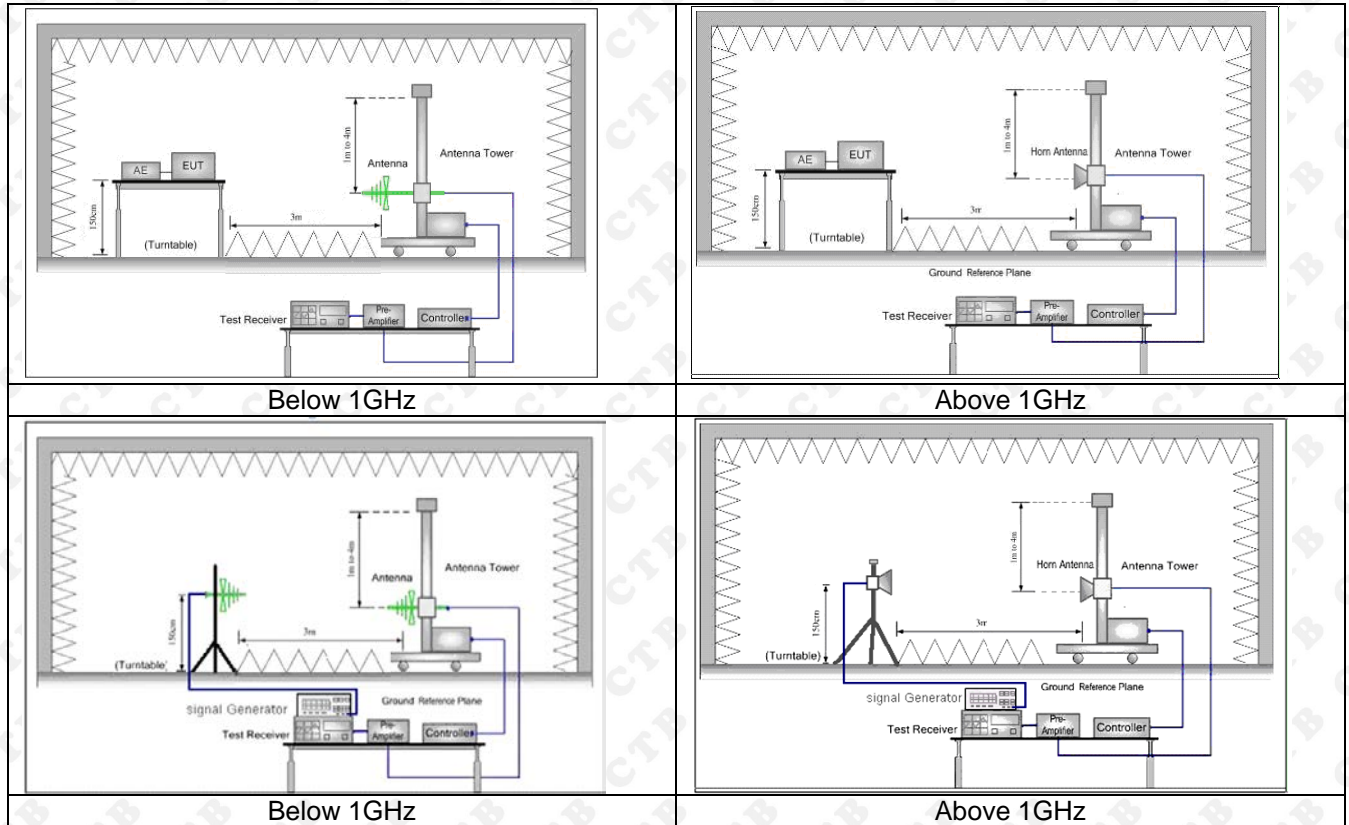 1m to 4m
Antenna
Antenna Tower
AE
EUT
150cm
3m
(Turntable)
Test Receiver
Pre-
Amplifier
Controlle
Below 1GHz
1m to 4m
Horn Antenna
Antenna Tower
AE
EUT
150cm
3m
(Turntable)
Ground Reference Plane
Test Receiver
Pre-
Amplifier
Controller
Above 1GHz
1m to 4m
Antenna
Antenna Tower
150cm
3m
(Turntable)
Ground Reference Plane
signal Generator
Test Receiver
Pre-
Amplifier
Controller
Below 1GHz
1m to 4m
Horn Antenna
Antenna Tower
150cm
3m
(Turntable)
Ground Reference Plane
signal Generator
Test Receiver
Pre-
Amplifier
Controller
Above 1GHz
CTB